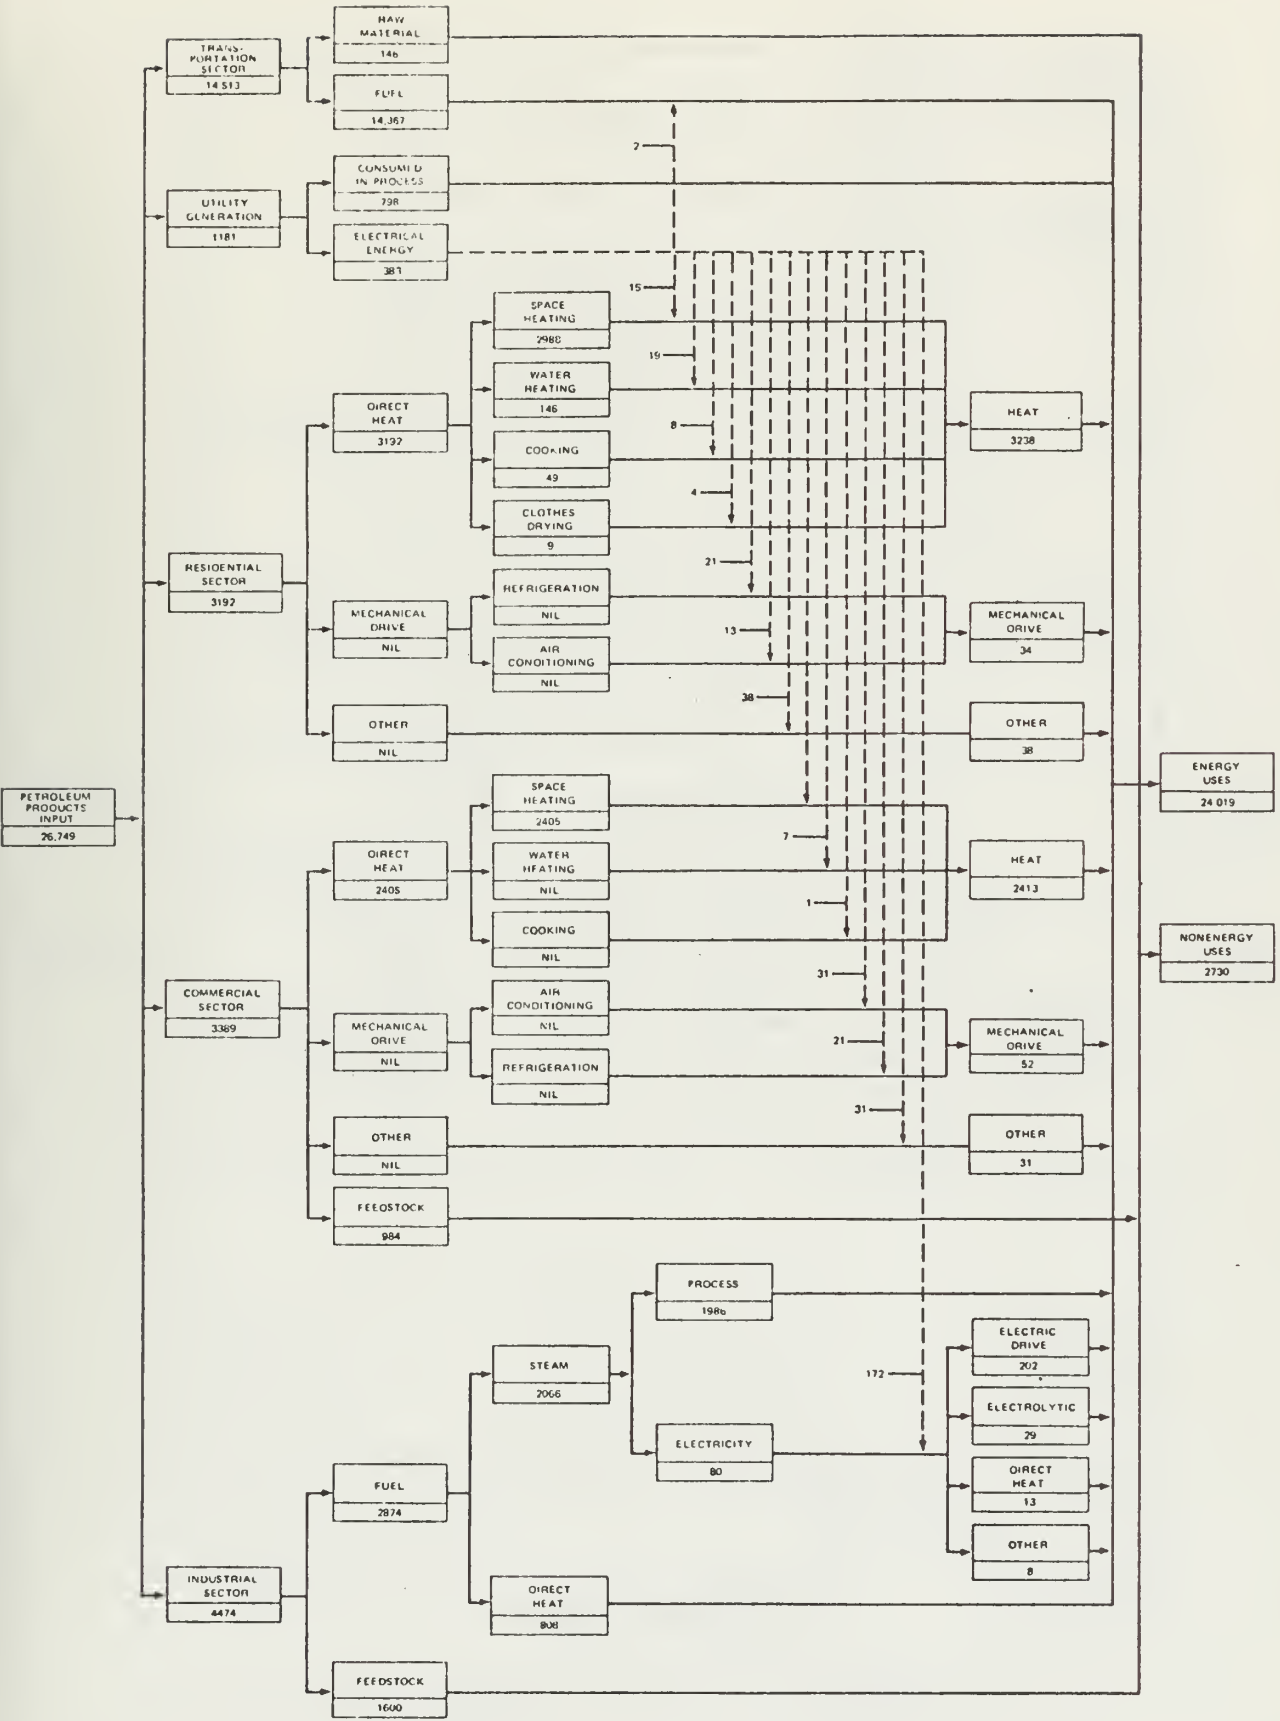 RAW
MATERIAL
146
TRANS-
PORTATION
SECTOR
14 513
FUEL
14,367
2
CONSUMED
IN PROCESS
798
UTILITY
GENERATION
1181
ELECTRICAL
ENERGY
383
15
SPACE
HEATING
2988
19
WATER
HEATING
146
DIRECT
HEAT
3192
8
COOKING
49
HEAT
3238
4
CLOTHES
DRYING
9
RESIDENTIAL
SECTOR
3192
21
REFRIGERATION
NIL
MECHANICAL
DRIVE
NIL
13
AIR
CONDITIONING
NIL
MECHANICAL
DRIVE
34
38
OTHER
NIL
OTHER
38
PETROLEUM
PRODUCTS
INPUT
26,749
ENERGY
USES
24 019
SPACE
HEATING
2405
7
DIRECT
HEAT
2405
WATER
HEATING
NIL
HEAT
2413
1
COOKING
NIL
NONENERGY
USES
2730
31
COMMERCIAL
SECTOR
3389
AIR
CONDITIONING
NIL
MECHANICAL
DRIVE
NIL
21
REFRIGERATION
NIL
MECHANICAL
DRIVE
52
31
OTHER
NIL
OTHER
31
FEEDSTOCK
984
PROCESS
1986
STEAM
2066
172
ELECTRIC
DRIVE
202
ELECTROLYTIC
29
ELECTRICITY
80
FUEL
2874
DIRECT
HEAT
13
OTHER
8
INDUSTRIAL
SECTOR
4474
DIRECT
HEAT
808
FEEDSTOCK
1600